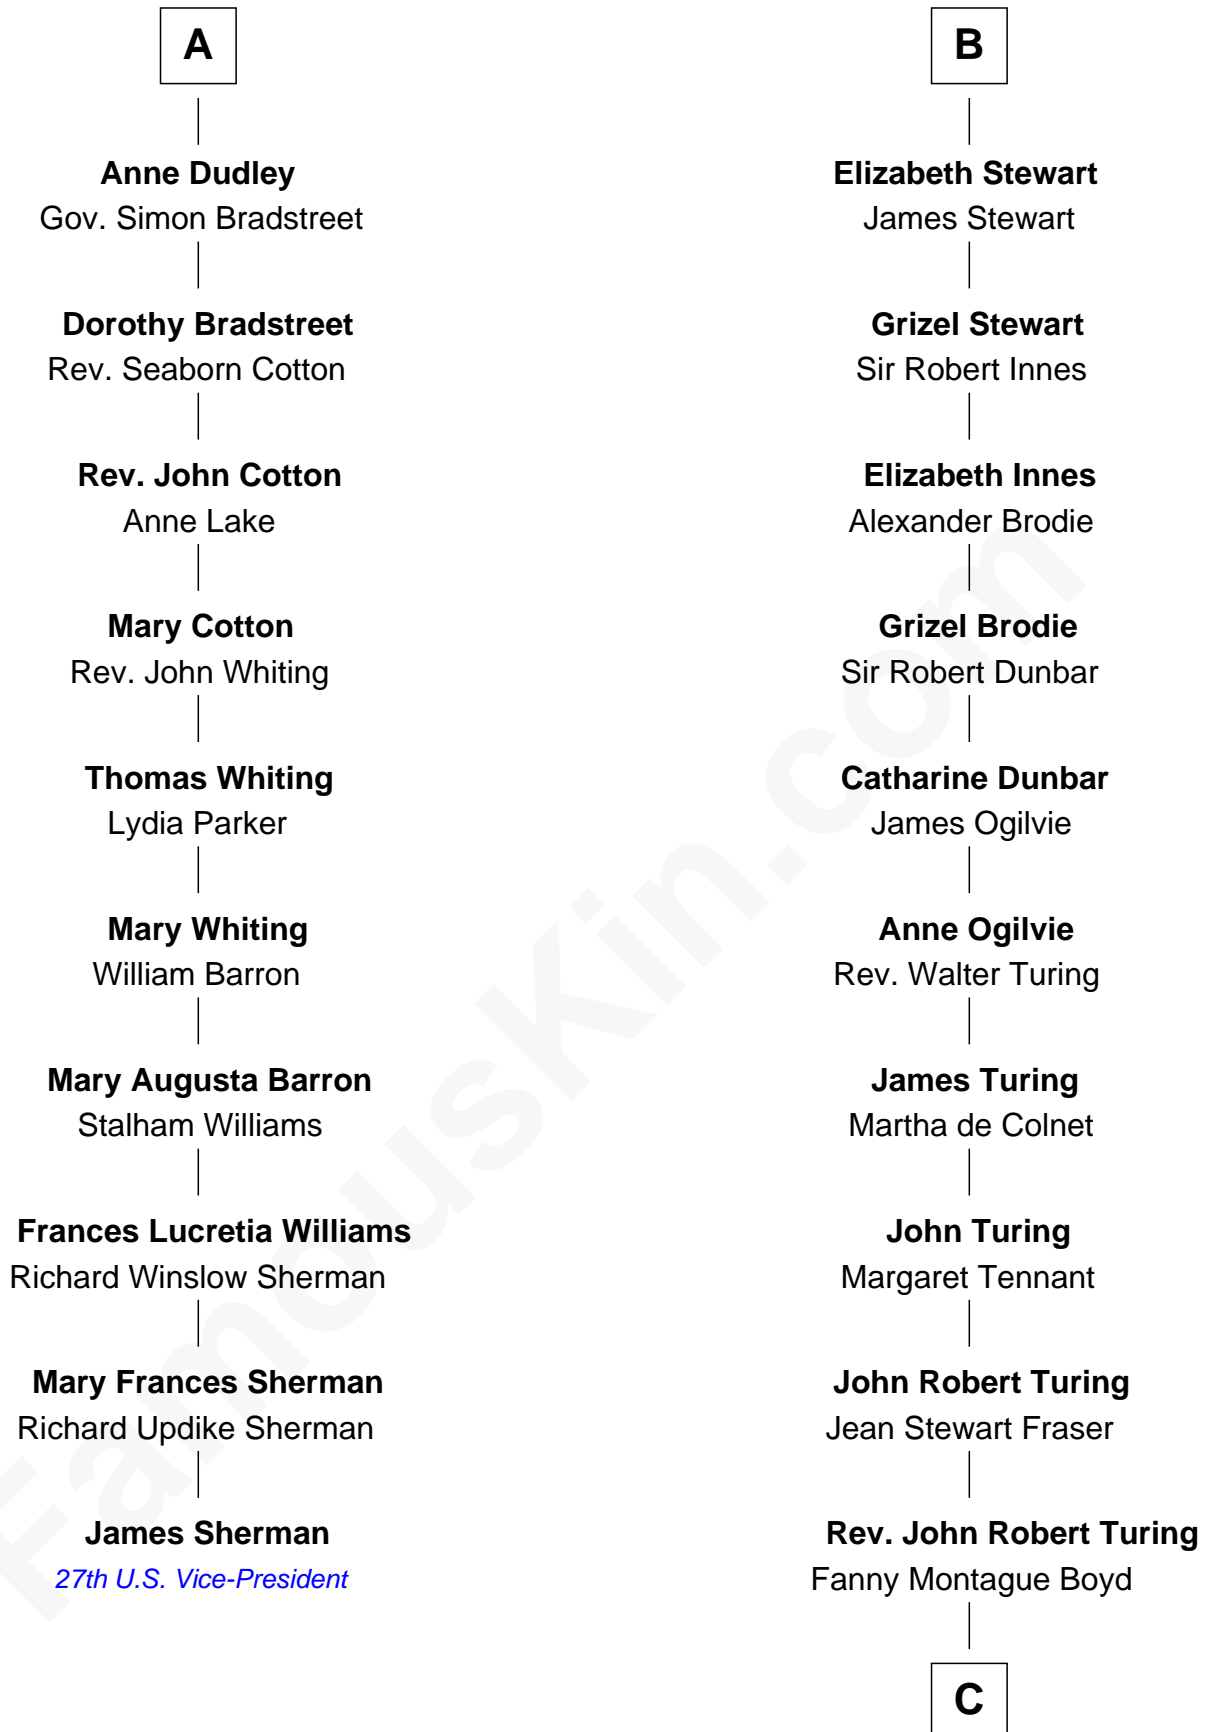 A
Anne Dudley
Gov. Simon Bradstreet
Dorothy Bradstreet
Rev. Seaborn Cotton
Rev. John Cotton
Anne Lake
Mary Cotton
Rev. John Whiting
Thomas Whiting
Lydia Parker
Mary Whiting
William Barron
Mary Augusta Barron
Stalham Williams
Frances Lucretia Williams
Richard Winslow Sherman
Mary Frances Sherman
Richard Updike Sherman
James Sherman
27th U.S. Vice-President
B
Elizabeth Stewart
James Stewart
Grizel Stewart
Sir Robert Innes
Elizabeth Innes
Alexander Brodie
Grizel Brodie
Sir Robert Dunbar
Catharine Dunbar
James Ogilvie
Anne Ogilvie
Rev. Walter Turing
James Turing
Martha de Colnet
John Turing
Margaret Tennant
John Robert Turing
Jean Stewart Fraser
Rev. John Robert Turing
Fanny Montague Boyd
C
FamousKin.com